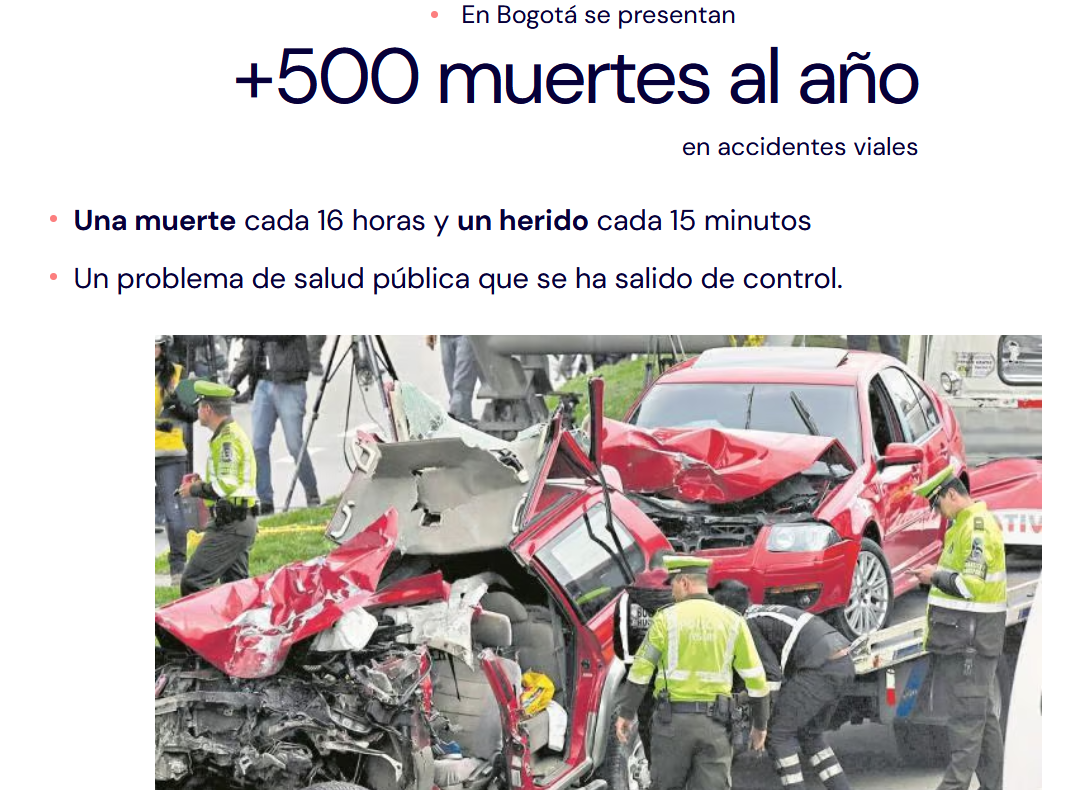 En Bogotá se presentan
+500 muertes al año
en accidentes viales
Una muerte cada 16 horas y un herido cada 15 minutos
Un problema de salud pública que se ha salido de control.